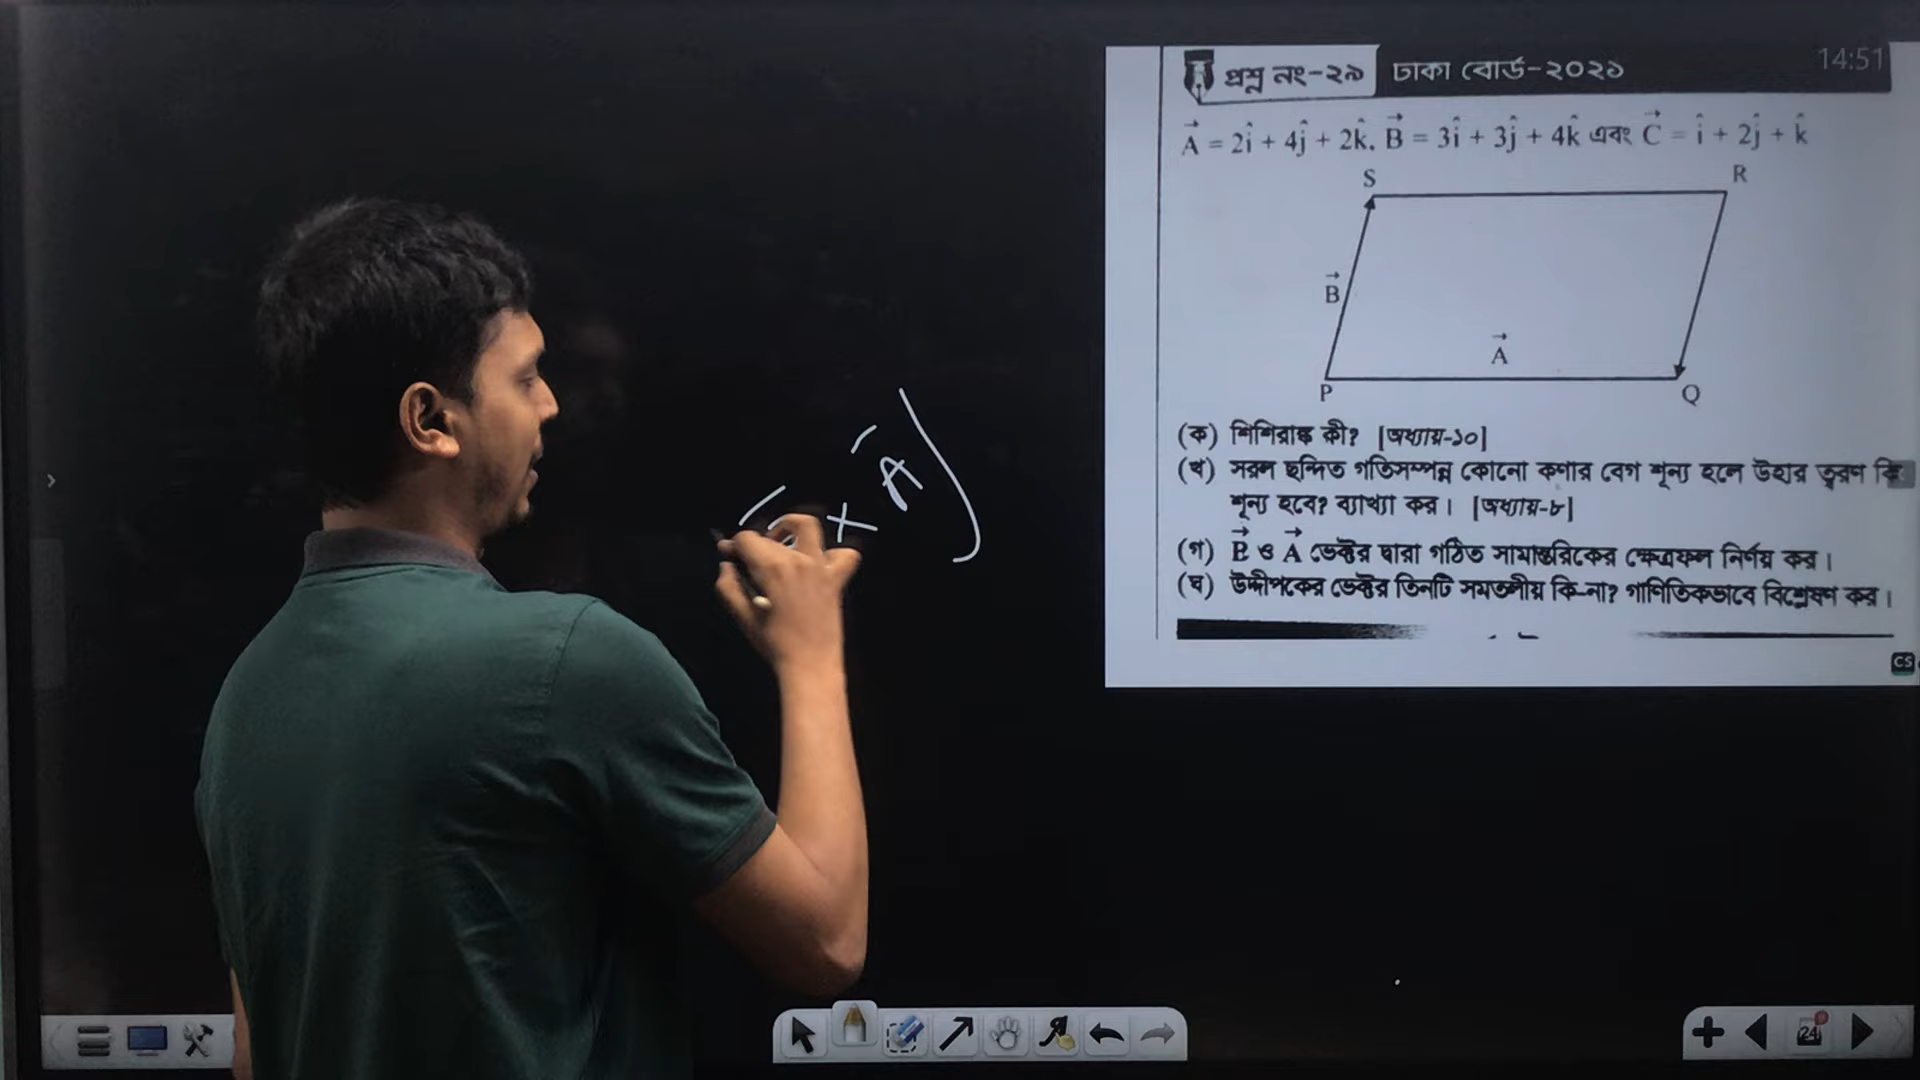 14:51
প্রশ্ন নং-২৯ ঢাকা বোর্ড-২০২১
A⃗ = 2î + 4ĵ + 2k̂, B⃗ = 3î + 3ĵ + 4k̂ এবং C⃗ = î + 2ĵ + k̂
S R
B⃗
A⃗
P Q
(ক) শিশিরাঙ্ক কী? [অধ্যায়-১০]
(খ) সরল ছন্দিত গতিসম্পন্ন কোনো কণার বেগ শূন্য হলে উহার ত্বরণ কি
শূন্য হবে? ব্যাখ্যা কর। [অধ্যায়-৮]
(গ) B⃗ ও A⃗ ভেক্টর দ্বারা গঠিত সামান্তরিকের ক্ষেত্রফল নির্ণয় কর।
(ঘ) উদ্দীপকের ভেক্টর তিনটি সমতলীয় কি-না? গাণিতিকভাবে বিশ্লেষণ কর।
× A|
CS
24